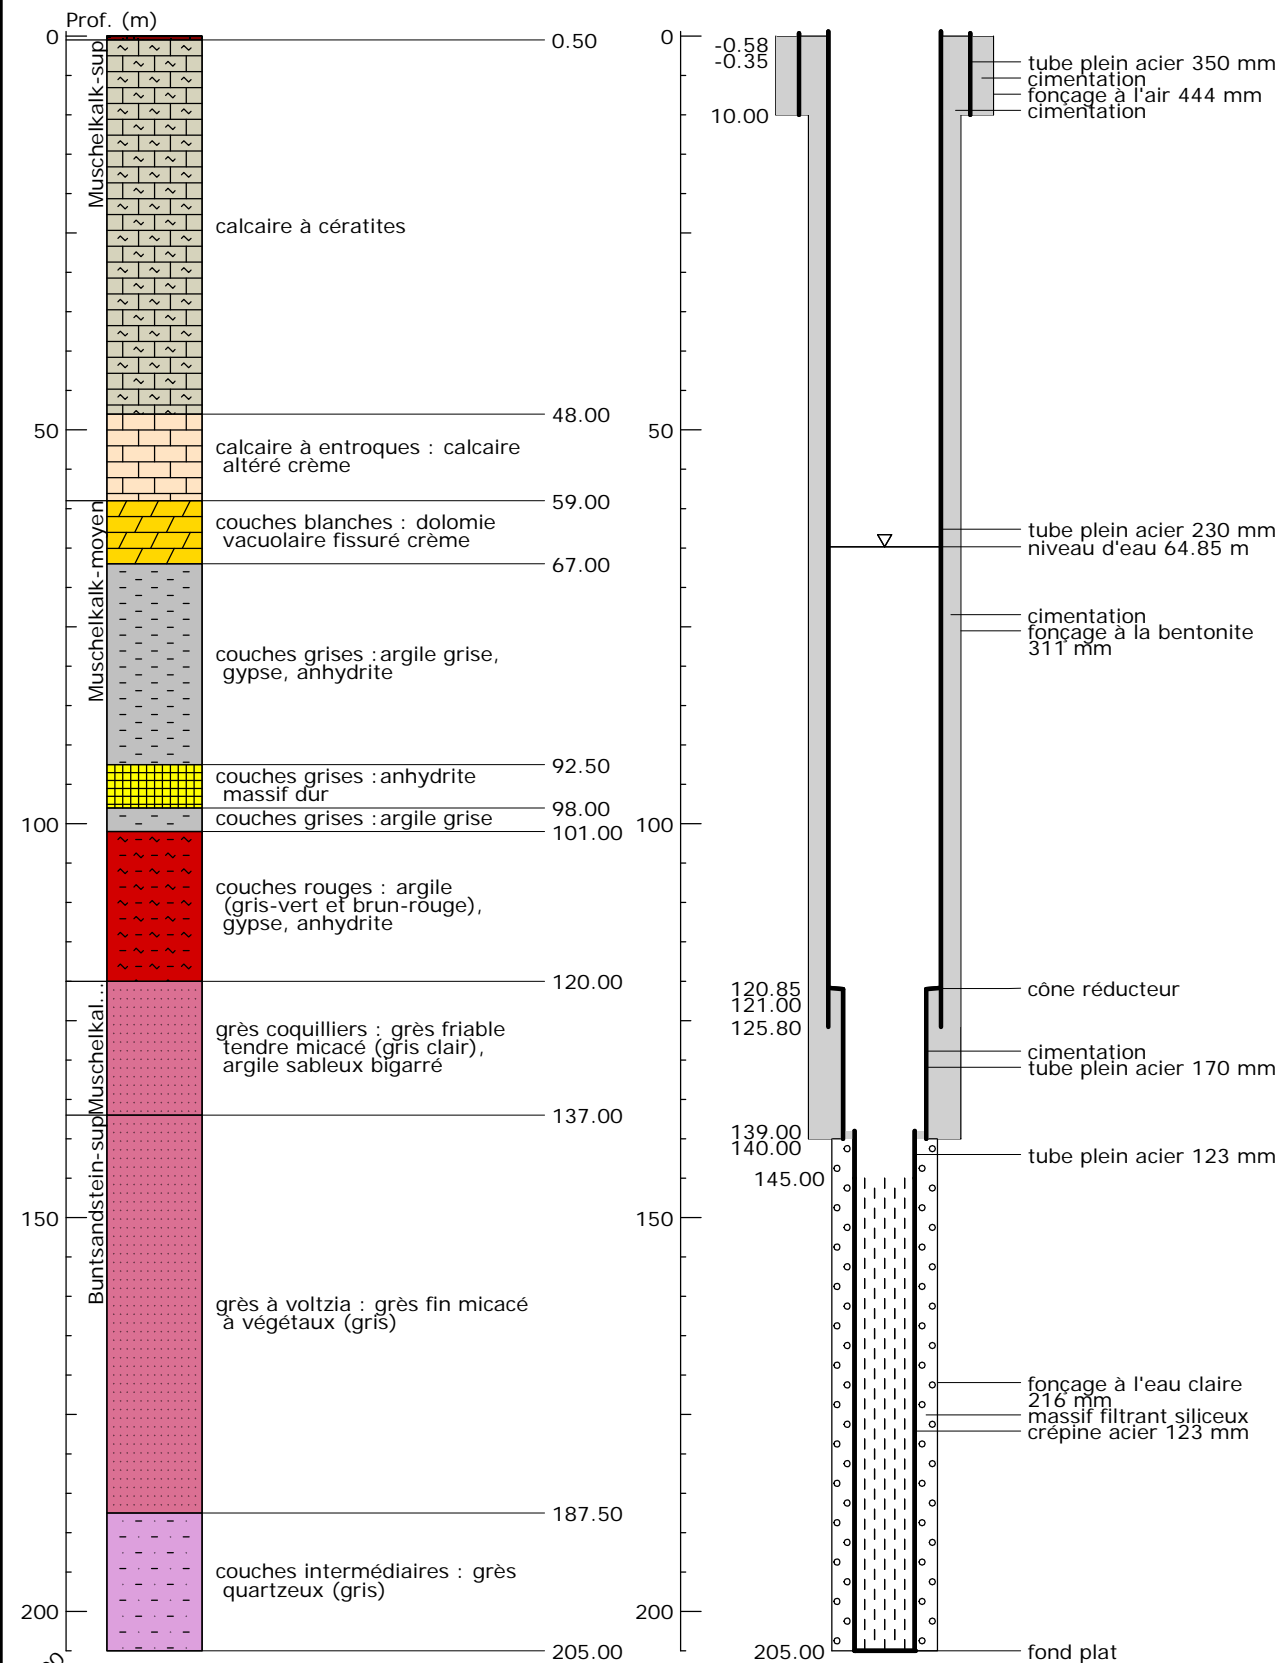 Prof. (m)
0
0.50
Muschelkalk-sup
calcaire à cératites
48.00
50
calcaire à entroques : calcaire
altéré crème
59.00
Muschelkalk-moyen
couches blanches : dolomie
vacuolaire fissuré crème
67.00
couches grises :argile grise,
gypse, anhydrite
92.50
couches grises :anhydrite
massif dur
98.00
couches grises :argile grise
100
101.00
couches rouges : argile
(gris-vert et brun-rouge),
gypse, anhydrite
120.00
Muschelkal...
grès coquilliers : grès friable
tendre micacé (gris clair),
argile sableux bigarré
137.00
Buntsandstein-sup
150
grès à voltzia : grès fin micacé
à végétaux (gris)
187.50
couches intermédiaires : grès
quartzeux (gris)
200
205.00
0
-0.58
-0.35
10.00
tube plein acier 350 mm
cimentation
fonçage à l'air 444 mm
cimentation
50
tube plein acier 230 mm
niveau d'eau 64.85 m
cimentation
fonçage à la bentonite
311 mm
100
120.85
121.00
125.80
cône réducteur
cimentation
tube plein acier 170 mm
139.00
140.00
145.00
tube plein acier 123 mm
150
fonçage à l'eau claire
216 mm
massif filtrant siliceux
crépine acier 123 mm
200
205.00
fond plat